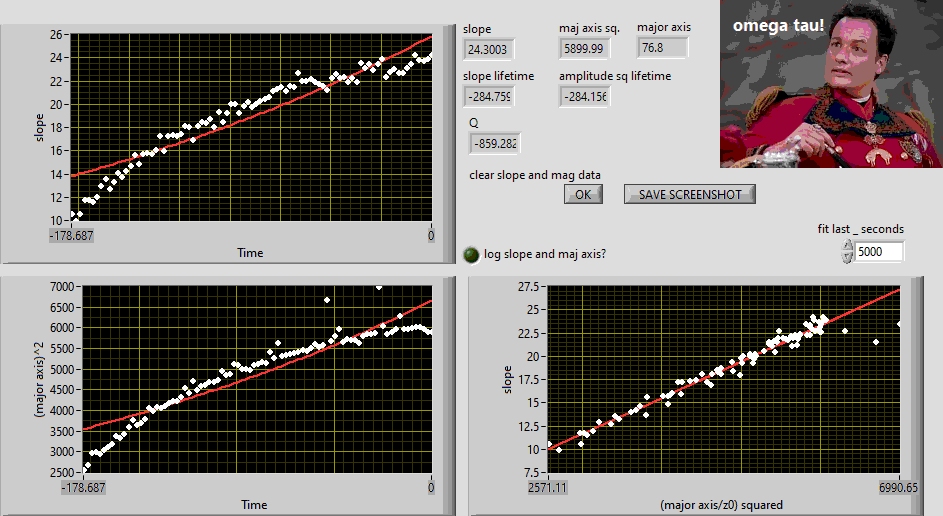 26
24
22
20
18
16
14
12
10
slope
-178.687
0
Time
slope
maj axis sq.
major axis
24.3003
5899.99
76.8
slope lifetime
amplitude sq lifetime
-284.759
-284.156
Q
-859.282
clear slope and mag data
OK
SAVE SCREENSHOT
omega tau!
fit last _ seconds
5000
log slope and maj axis?
7000
6500
6000
5500
5000
4500
4000
3500
3000
2500
(major axis)^2
-178.687
0
Time
27.5
25
22.5
20
17.5
15
12.5
10
7.5
slope
2571.11
6990.65
(major axis/z0) squared